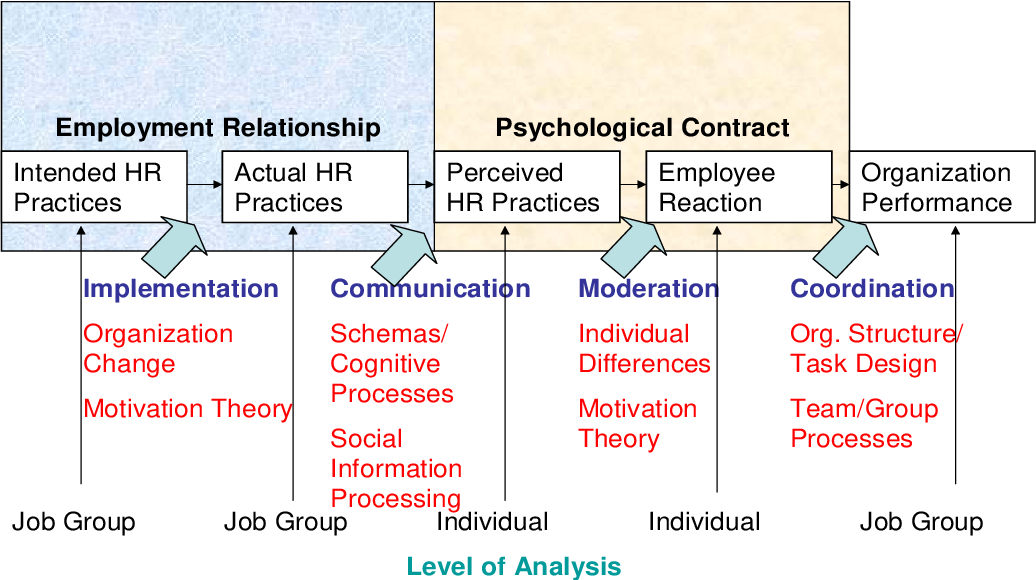 Employment Relationship
Psychological Contract
Intended HR
Practices
Actual HR
Practices
Perceived
HR Practices
Employee
Reaction
Organization
Performance
Implementation
Organization
Change
Motivation Theory
Communication
Schemas/
Cognitive
Processes
Social
Information
Processing
Moderation
Individual
Differences
Motivation
Theory
Coordination
Org. Structure/
Task Design
Team/Group
Processes
Job Group
Job Group
Individual
Individual
Job Group
Level of Analysis